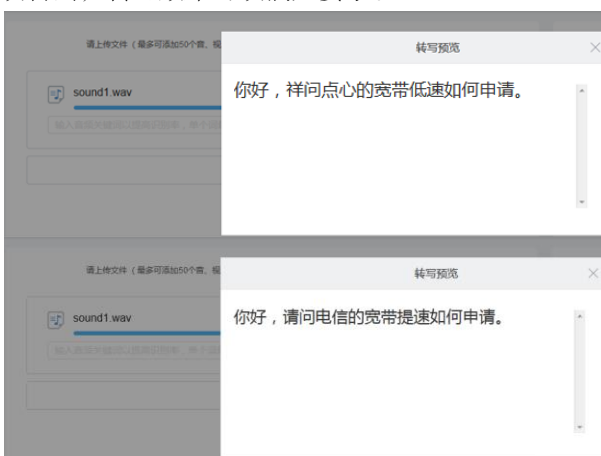 请上传文件（最多可添加50个音、视
转写预览
sound1.wav
你好，祥问点心的宽带低速如何申请。
请上传文件（最多可添加50个音、视
转写预览
sound1.wav
你好，请问电信的宽带提速如何申请。